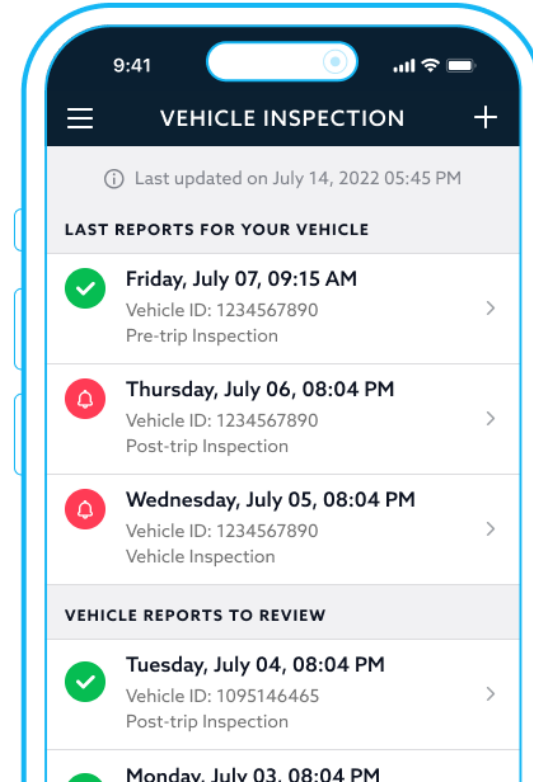 9:41
VEHICLE INSPECTION
Last updated on July 14, 2022 05:45 PM
LAST REPORTS FOR YOUR VEHICLE
Friday, July 07, 09:15 AM
Vehicle ID: 1234567890
Pre-trip Inspection
Thursday, July 06, 08:04 PM
Vehicle ID: 1234567890
Post-trip Inspection
Wednesday, July 05, 08:04 PM
Vehicle ID: 1234567890
Vehicle Inspection
VEHICLE REPORTS TO REVIEW
Tuesday, July 04, 08:04 PM
Vehicle ID: 1095146465
Post-trip Inspection
Monday, July 03, 08:04 PM